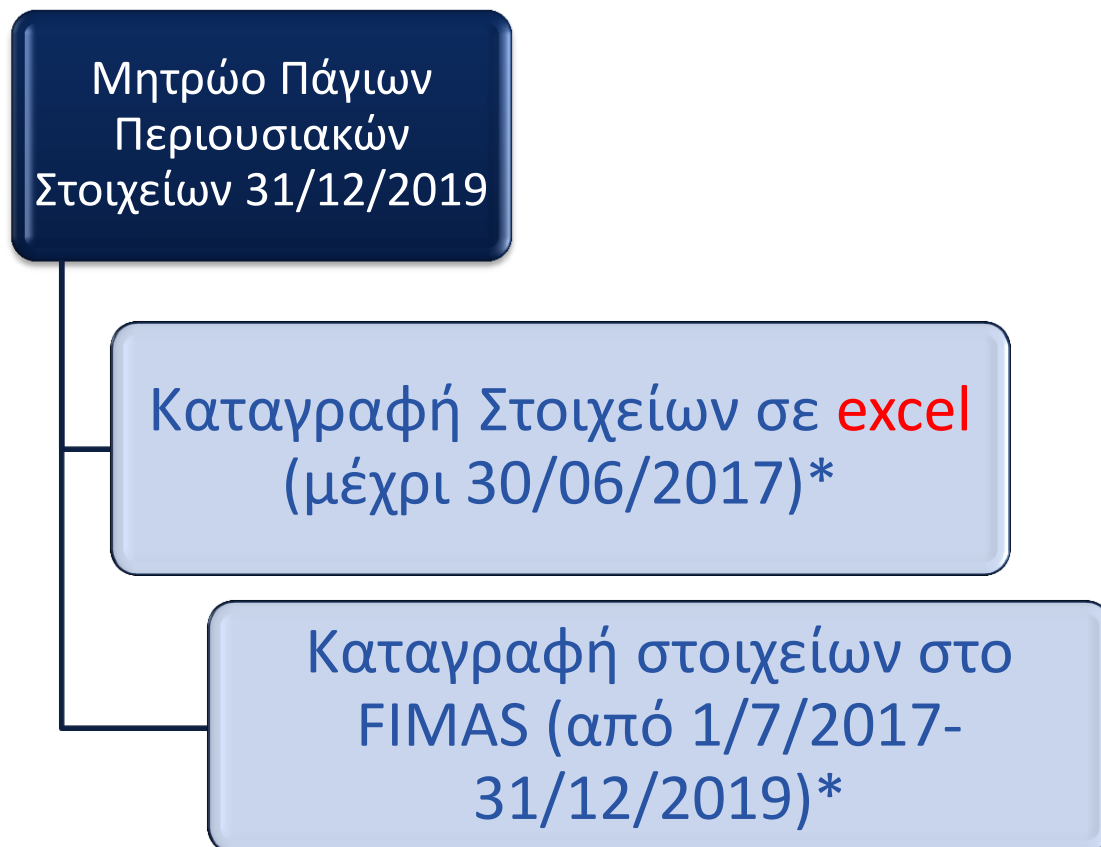 Μητρώο Πάγιων
Περιουσιακών
Στοιχείων 31/12/2019
Καταγραφή Στοιχείων σε excel
(μέχρι 30/06/2017)*
Καταγραφή στοιχείων στο
FIMAS (από 1/7/2017-
31/12/2019)*